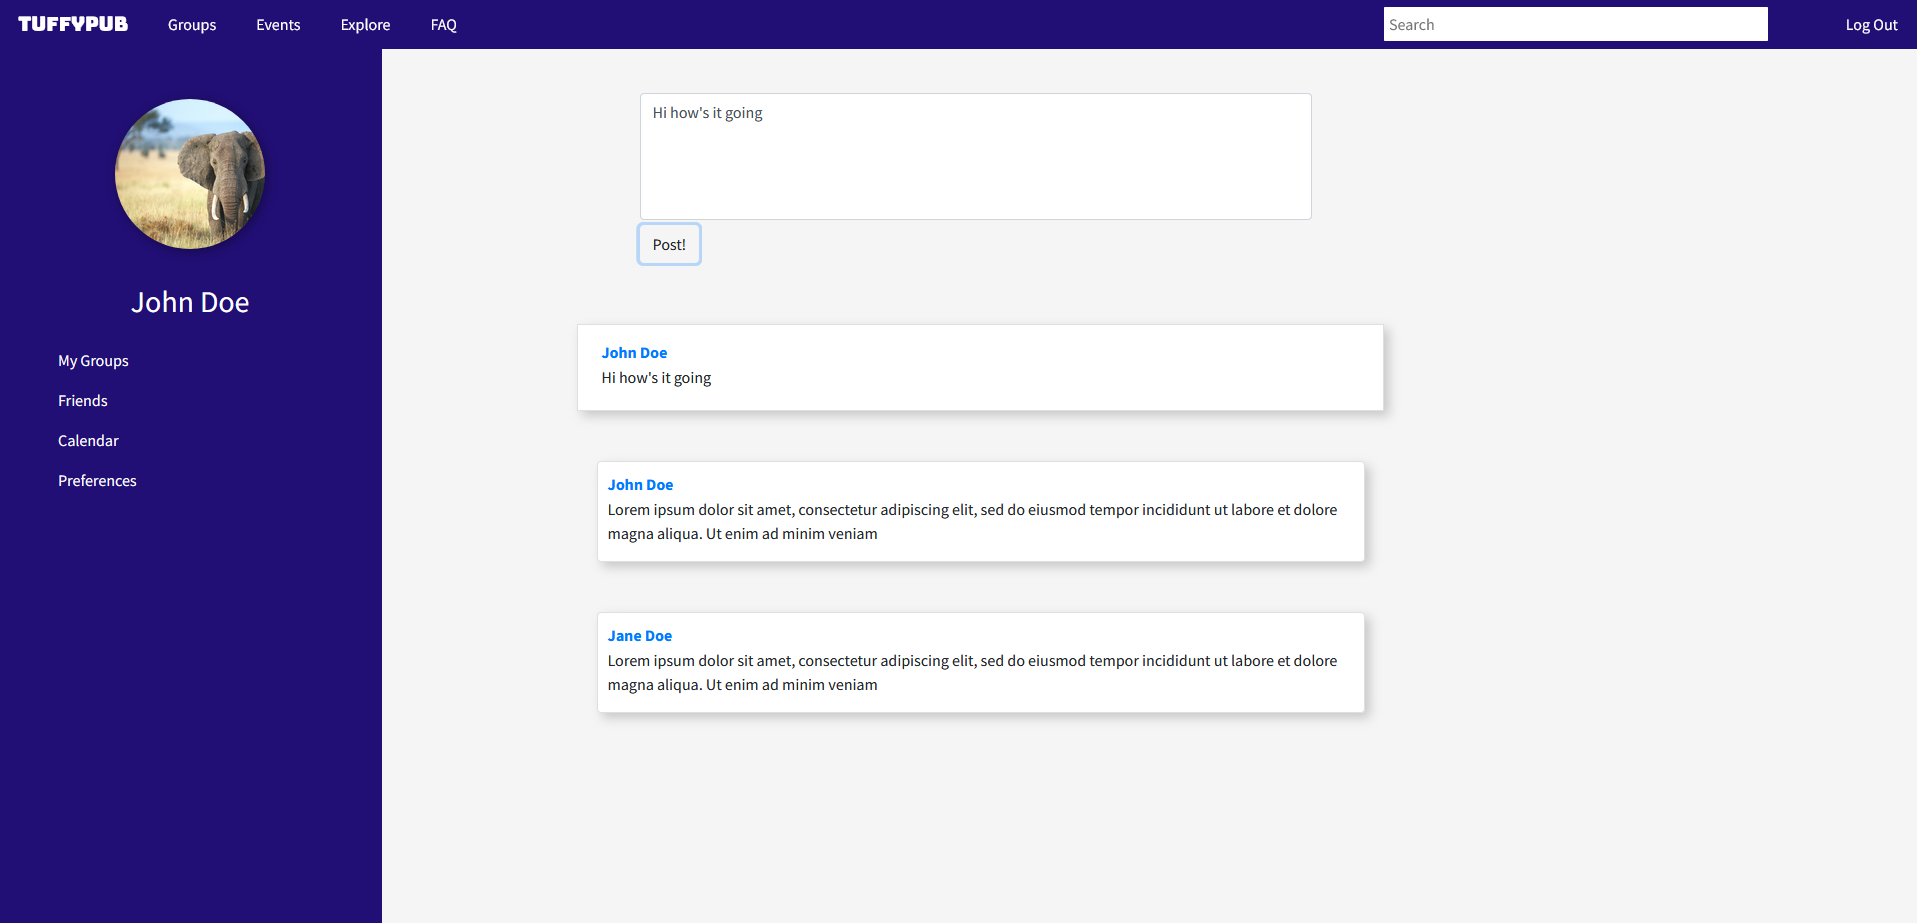 TUFFYPUB
Groups
Events
Explore
FAQ
Search
Log Out
John Doe
My Groups
Friends
Calendar
Preferences
Hi how's it going
Post!
John Doe
Hi how's it going
John Doe
Lorem ipsum dolor sit amet, consectetur adipiscing elit, sed do eiusmod tempor incididunt ut labore et dolore
magna aliqua. Ut enim ad minim veniam
Jane Doe
Lorem ipsum dolor sit amet, consectetur adipiscing elit, sed do eiusmod tempor incididunt ut labore et dolore
magna aliqua. Ut enim ad minim veniam